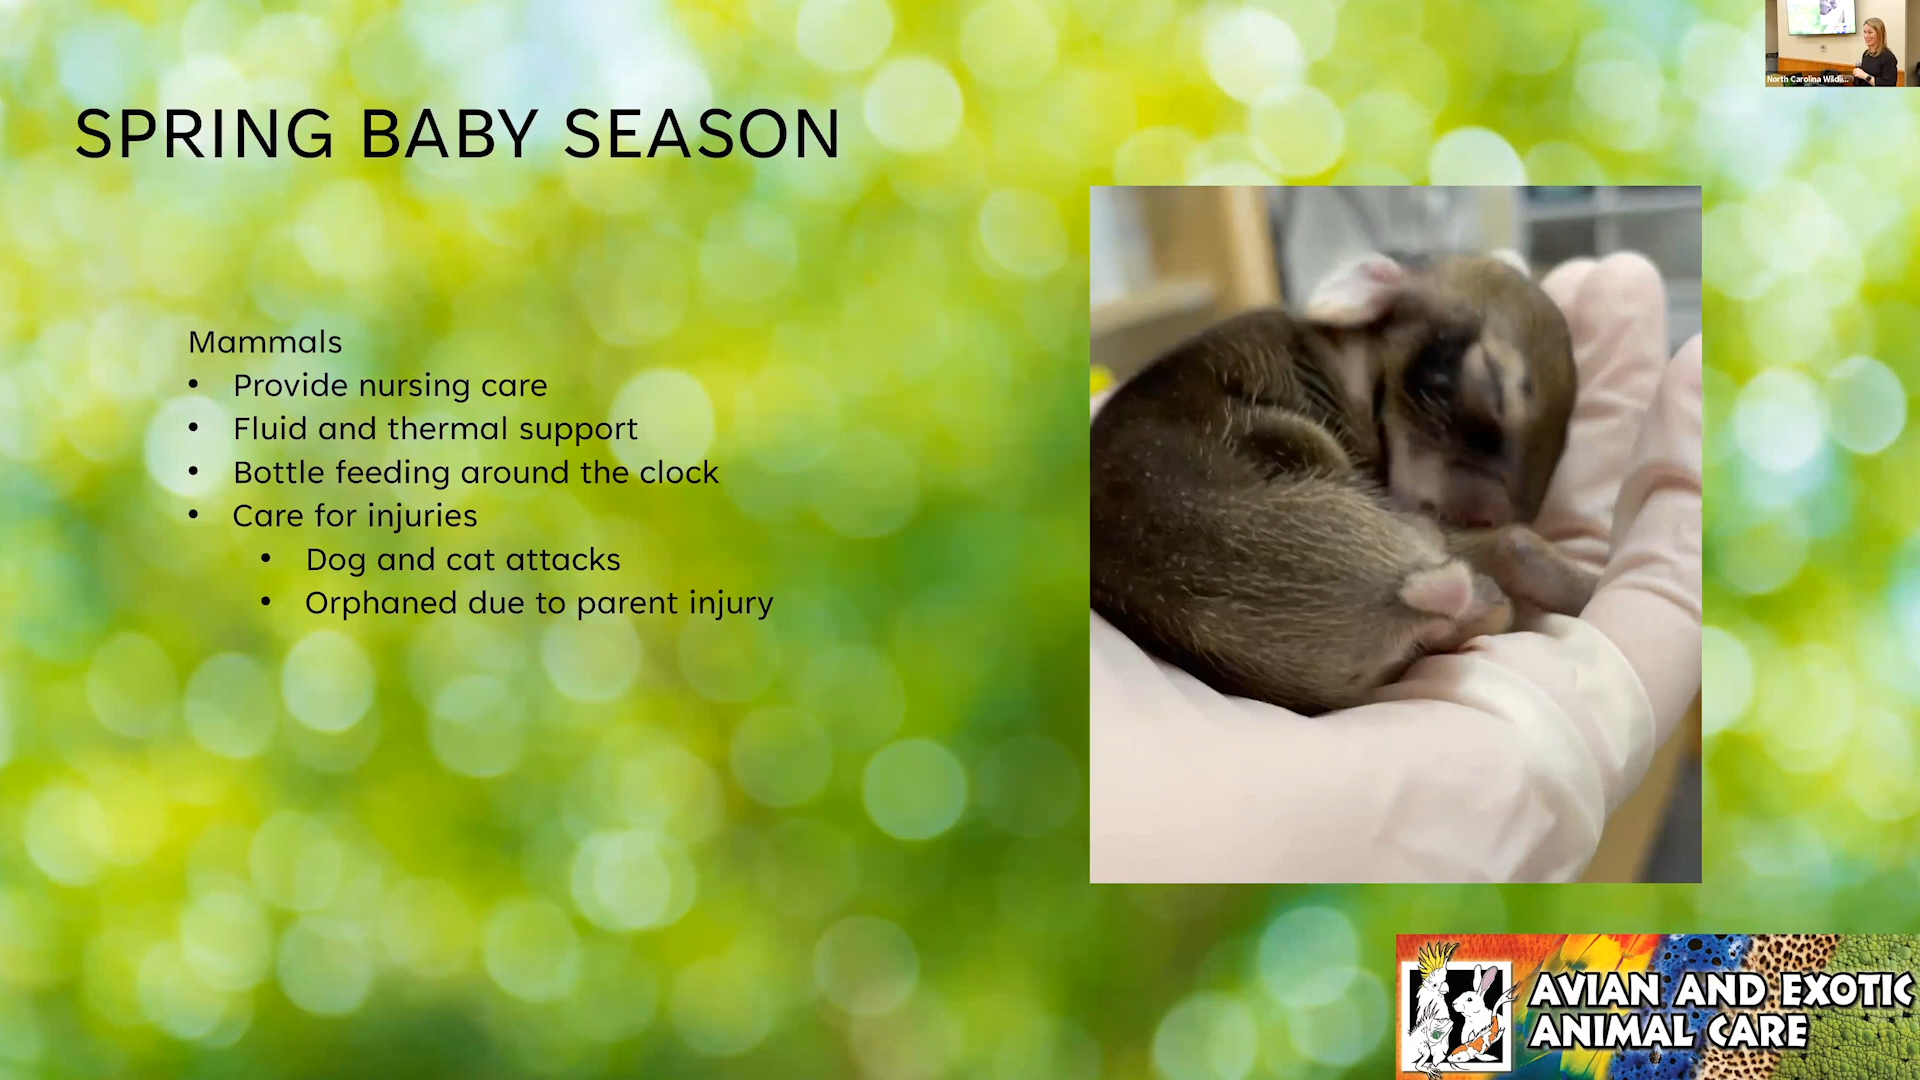 North Carolina Wildli...
SPRING BABY SEASON
Mammals
• Provide nursing care
• Fluid and thermal support
• Bottle feeding around the clock
• Care for injuries
• Dog and cat attacks
• Orphaned due to parent injury
AVIAN AND EXOTIC
ANIMAL CARE